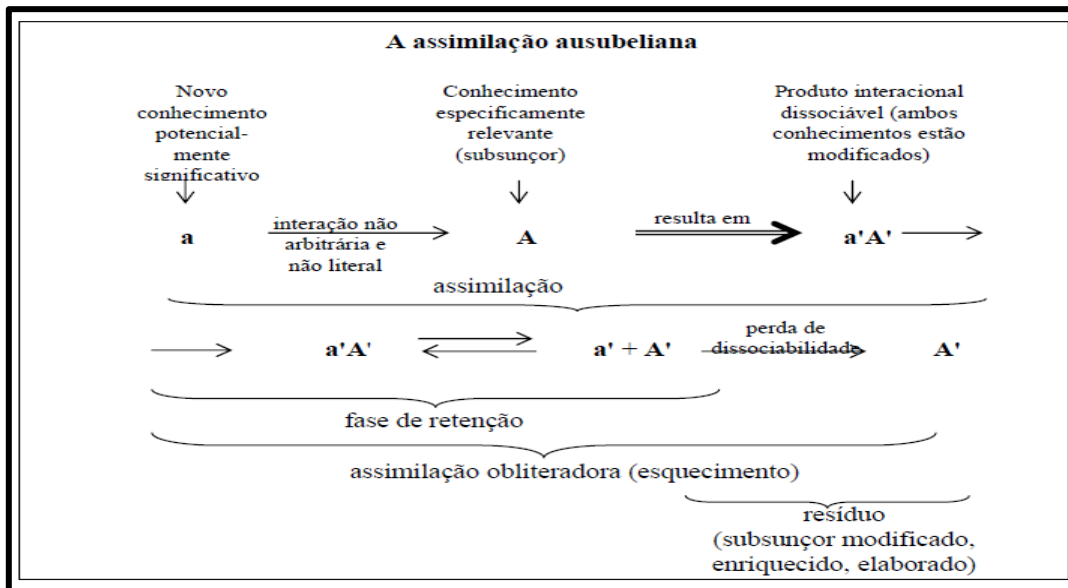 A assimilação ausubeliana
Novo
conhecimento
potencial-
mente
significativo
Conhecimento
especificamente
relevante
(subsunçor)
Produto interacional
dissociável (ambos
conhecimentos estão
modificados)
a
interação não
arbitrária e
não literal
A
resulta em
a'A'
assimilação
a'A'
a' + A'
perda de
dissociabilidade
A'
fase de retenção
assimilação obliteradora (esquecimento)
resíduo
(subsunçor modificado,
enriquecido, elaborado)